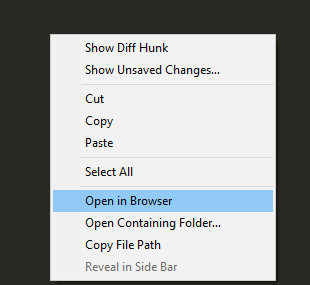 Show Diff Hunk
Show Unsaved Changes...
Cut
Copy
Paste
Select All
Open in Browser
Open Containing Folder...
Copy File Path
Reveal in Side Bar